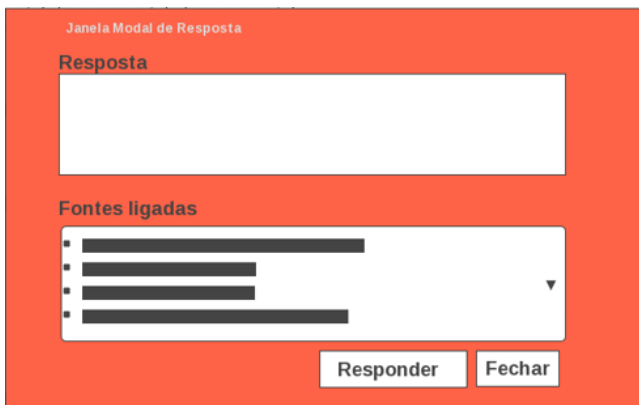 Janela Modal de Resposta
Resposta
Fontes ligadas
Responder
Fechar